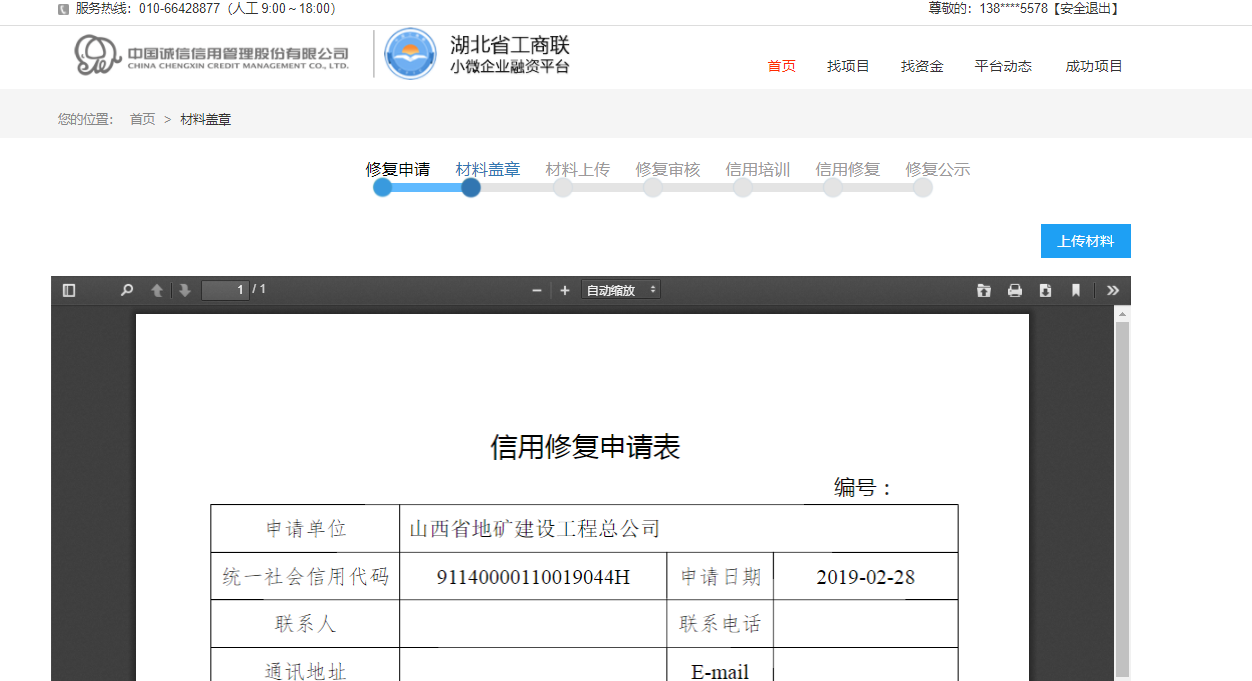 服务热线：010-66428877（人工 9:00～18:00）
尊敬的：138****5578【安全退出】
中国诚信信用管理股份有限公司
CHINA CHENGXIN CREDIT MANAGEMENT CO., LTD.
湖北省工商联
小微企业融资平台
首页 找项目 找资金 平台动态 成功项目
您的位置： 首页 > 材料盖章
修复申请 材料盖章 材料上传 修复审核 信用培训 信用修复 修复公示
上传材料
1 / 1
自动缩放
信用修复申请表
编号：
申请单位 山西省地矿建设工程总公司
统一社会信用代码 91140000110019044H 申请日期 2019-02-28
联系人 联系电话
通讯地址 E-mail